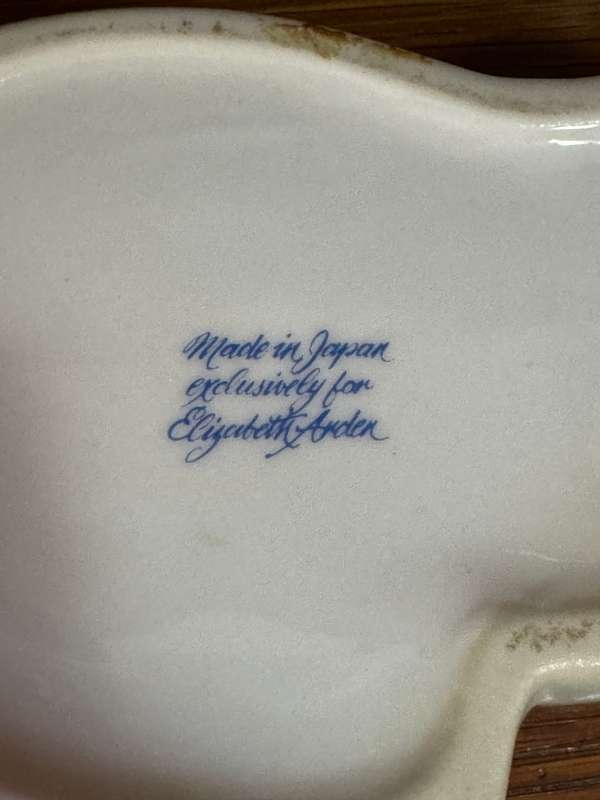 Made in Japan
exclusively for
Elizabeth Arden